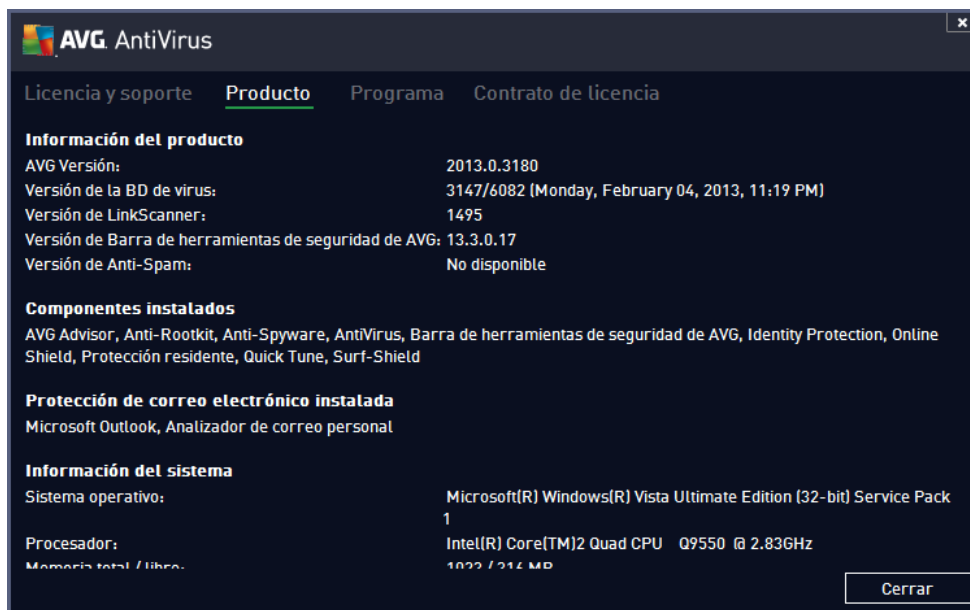 AVG. AntiVirus
Licencia y soporte Producto Programa Contrato de licencia
Información del producto
AVG Versión: 2013.0.3180
Versión de la BD de virus: 3147/6082 (Monday, February 04, 2013, 11:19 PM)
Versión de LinkScanner: 1495
Versión de Barra de herramientas de seguridad de AVG: 13.3.0.17
Versión de Anti-Spam: No disponible
Componentes instalados
AVG Advisor, Anti-Rootkit, Anti-Spyware, AntiVirus, Barra de herramientas de seguridad de AVG, Identity Protection, Online
Shield, Protección residente, Quick Tune, Surf-Shield
Protección de correo electrónico instalada
Microsoft Outlook, Analizador de correo personal
Información del sistema
Sistema operativo: Microsoft(R) Windows(R) Vista Ultimate Edition (32-bit) Service Pack
1
Procesador: Intel(R) Core(TM)2 Quad CPU Q9550 @ 2.83GHz
Memoria total / libre:
Cerrar